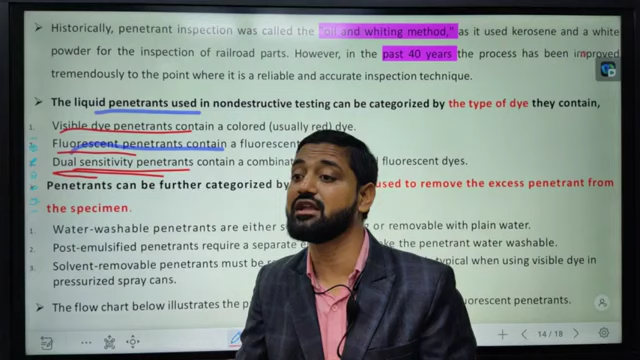 Historically, penetrant inspection was called the "oil and whiting method," as it used kerosene and a white
powder for the inspection of railroad parts. However, in the past 40 years the process has been improved
tremendously to the point where it is a reliable and accurate inspection technique.
The liquid penetrants used in nondestructive testing can be categorized by the type of dye they contain,
1. Visible dye penetrants contain a colored (usually red) dye.
Fluorescent penetrants contain a fluorescent
Dual sensitivity penetrants contain a fluorescent dyes.
Penetrants can be further categorized by used to remove the excess penetrant from
the specimen.
1. Water-washable penetrants are either or removable with plain water.
2. Post-emulsified penetrants require a separate the penetrant water washable.
3. Solvent-removable penetrants must be typical when using visible dye in
pressurized spray cans.
The flow chart below illustrates the fluorescent penetrants.
14 / 18